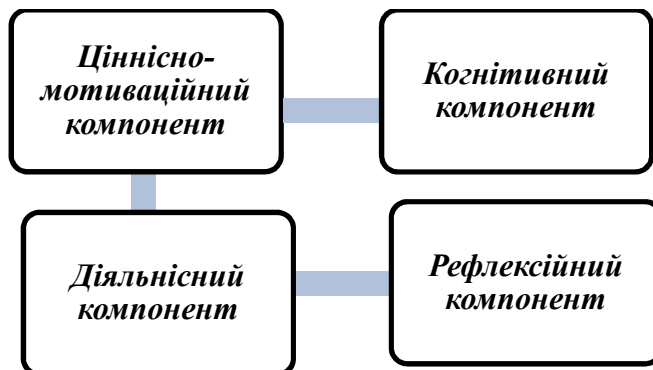 Ціннісно-
мотиваційний
компонент
Когнітивний
компонент
Діяльнісний
компонент
Рефлексійний
компонент